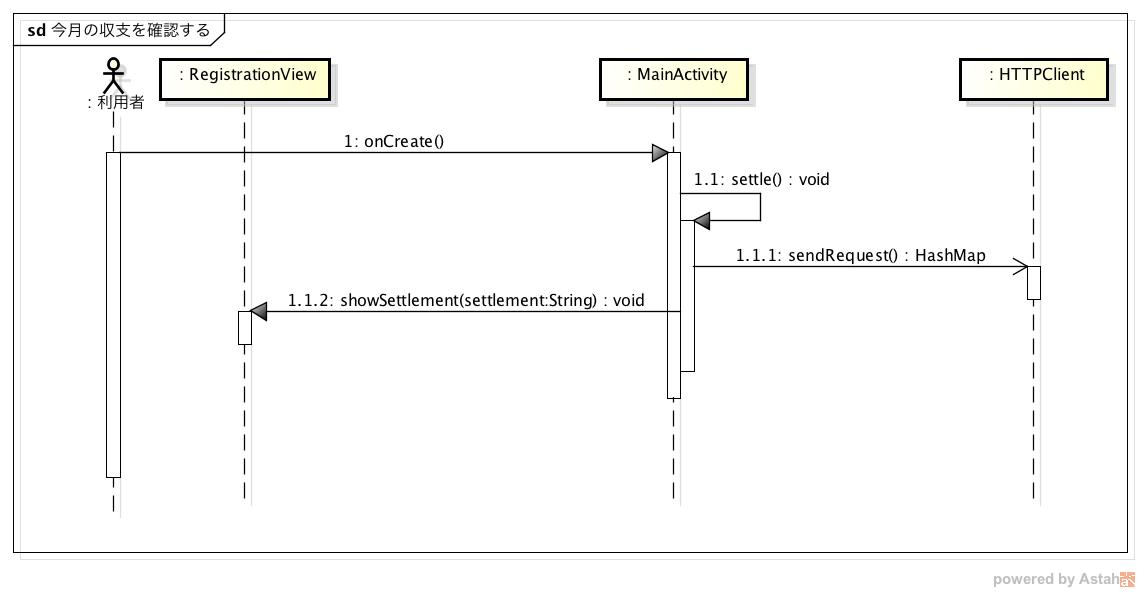 sd 今月の収支を確認する
: 利用者
: RegistrationView
: MainActivity
: HTTPClient
1: onCreate()
1.1: settle() : void
1.1.1: sendRequest() : HashMap
1.1.2: showSettlement(settlement:String) : void
powered by Astah